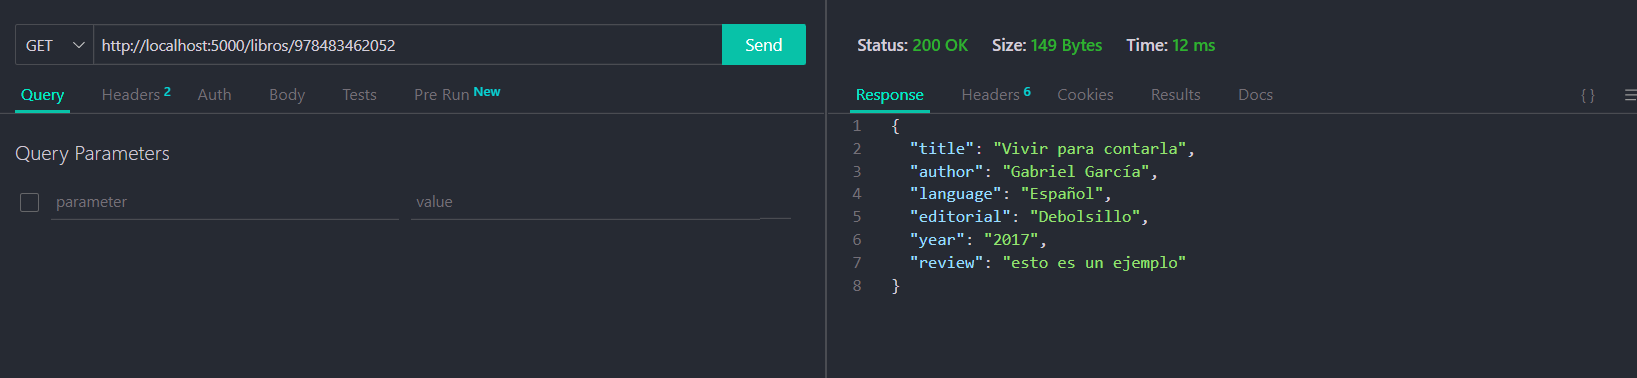 GET http://localhost:5000/libros/978483462052 Send
Query Headers 2 Auth Body Tests Pre Run New
Query Parameters
parameter value
Status: 200 OK Size: 149 Bytes Time: 12 ms
Response Headers 6 Cookies Results Docs { }
1 {
2 "title": "Vivir para contarla",
3 "author": "Gabriel García",
4 "language": "Español",
5 "editorial": "Debolsillo",
6 "year": "2017",
7 "review": "esto es un ejemplo"
8 }